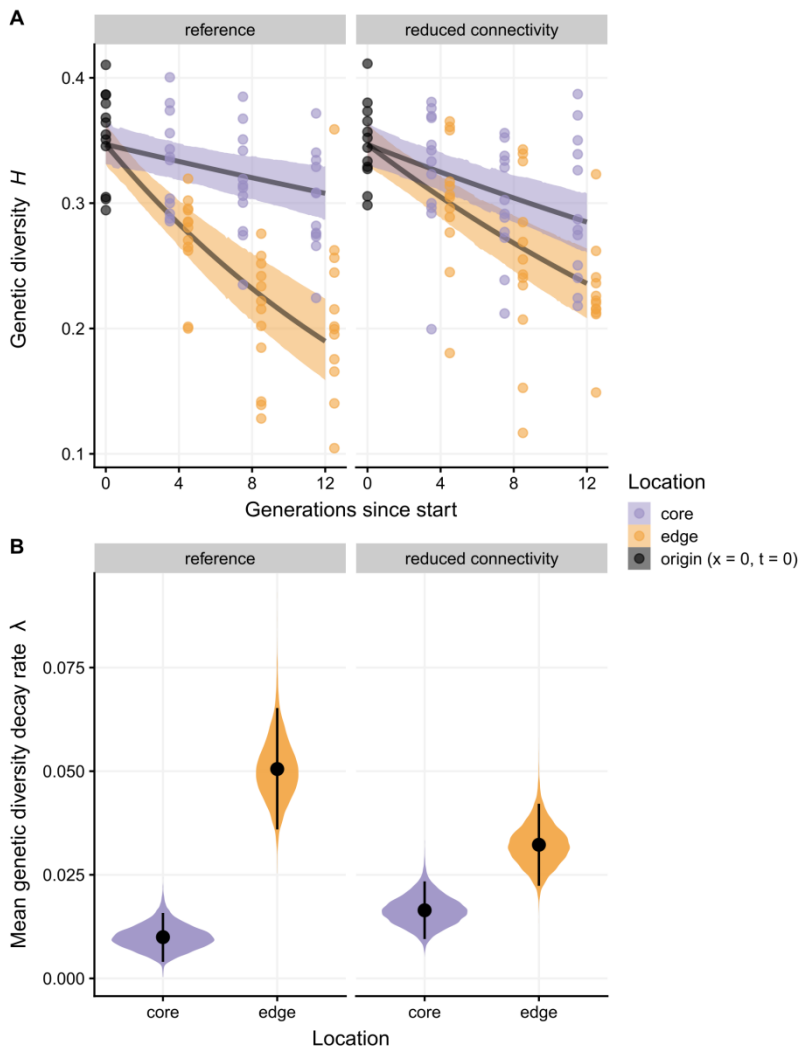 A
reference
reduced connectivity
Genetic diversity H
0.4
0.3
0.2
0.1
0 4 8 12 0 4 8 12
Generations since start
Location
core
edge
origin (x = 0, t = 0)
B
reference
reduced connectivity
Mean genetic diversity decay rate λ
0.075
0.050
0.025
0.000
core edge core edge
Location